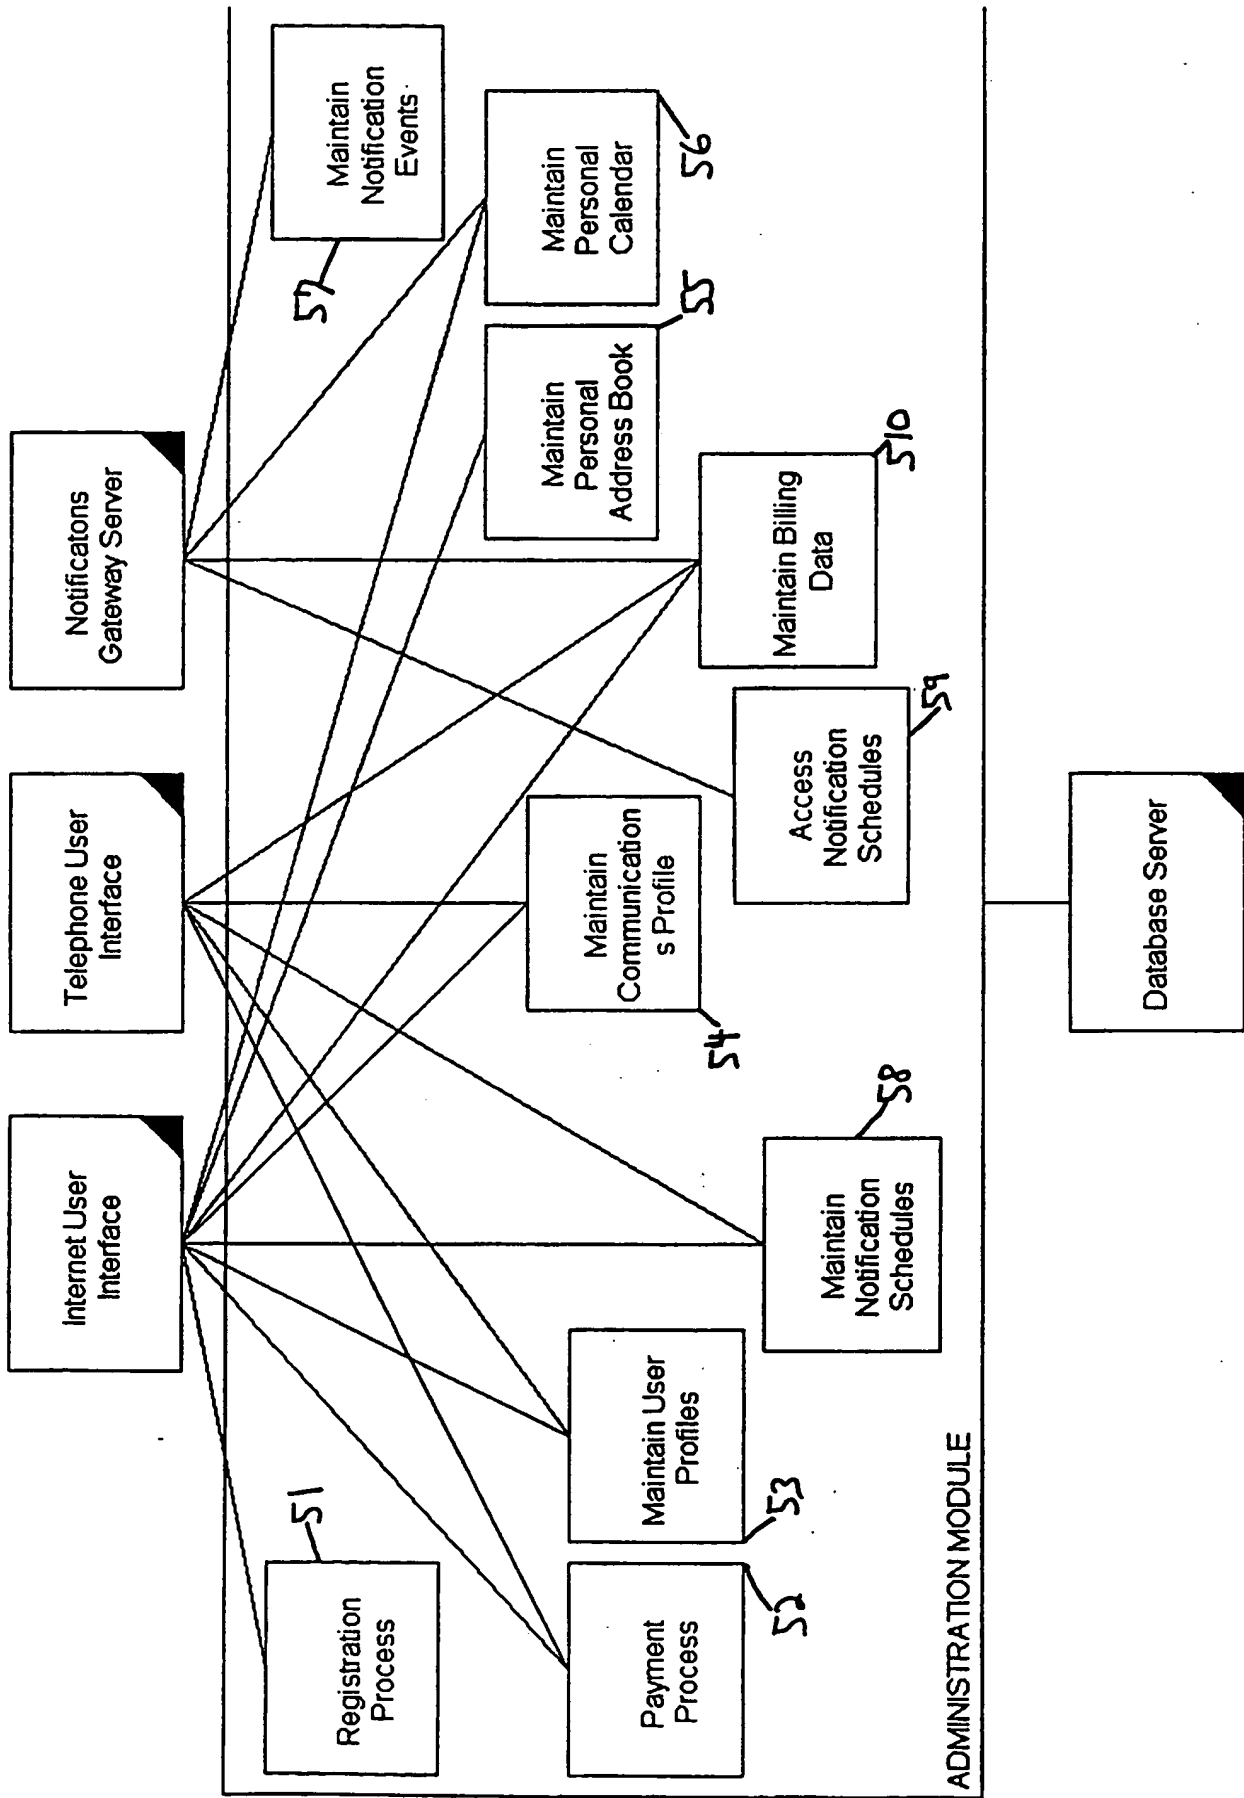 Internet User
Interface
Telephone User
Interface
Notificatons
Gateway Server
Registration
Process
51
Maintain
Notification
Events
57
Payment
Process
52
Maintain User
Profiles
53
Maintain
Communication
s Profile
54
Maintain
Personal
Address Book
55
Maintain
Personal
Calendar
56
Maintain
Notification
Schedules
58
Access
Notification
Schedules
59
Maintain Billing
Data
510
ADMINISTRATION MODULE
Database Server